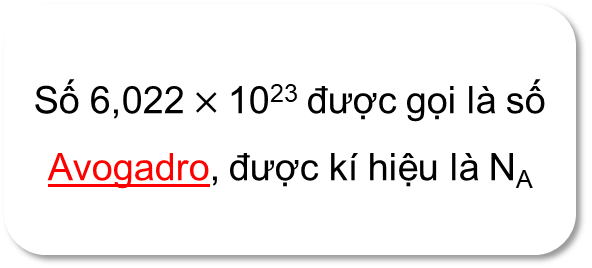 Số 6,022 × 10²³ được gọi là số
Avogadro, được kí hiệu là N_A